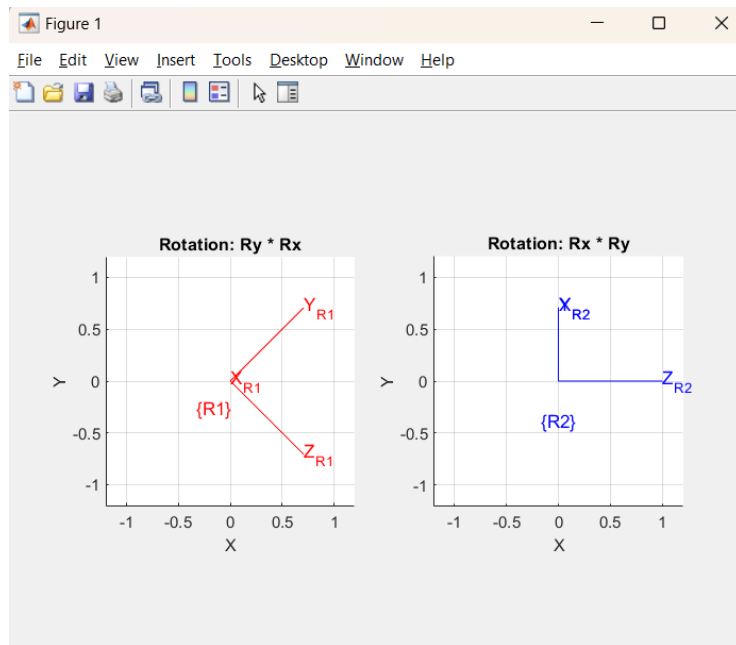 Figure 1
File Edit View Insert Tools Desktop Window Help
Rotation: Ry * Rx
1
0.5
0
-0.5
-1
Y
-1 -0.5 0 0.5 1
X
Y_R1
X_R1
{R1}
Z_R1
Rotation: Rx * Ry
1
0.5
0
-0.5
-1
Y
-1 -0.5 0 0.5 1
X
X_R2
Z_R2
{R2}